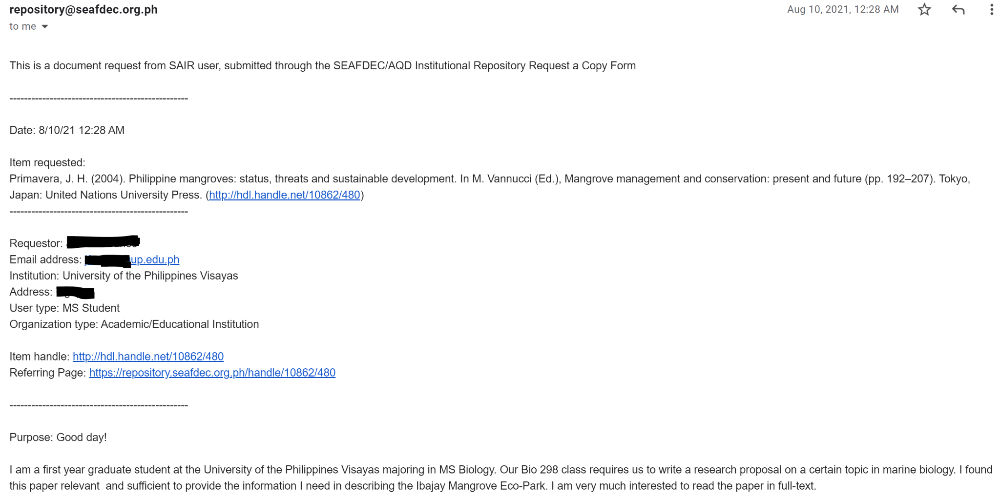 repository@seafdec.org.ph
Aug 10, 2021, 12:28 AM
to me
This is a document request from SAIR user, submitted through the SEAFDEC/AQD Institutional Repository Request a Copy Form
-------------------------------------------------
Date: 8/10/21 12:28 AM
Item requested:
Primavera, J. H. (2004). Philippine mangroves: status, threats and sustainable development. In M. Vannucci (Ed.), Mangrove management and conservation: present and future (pp. 192–207). Tokyo,
Japan: United Nations University Press. (http://hdl.handle.net/10862/480)
-------------------------------------------------
Requestor:
Email address: up.edu.ph
Institution: University of the Philippines Visayas
Address:
User type: MS Student
Organization type: Academic/Educational Institution
Item handle: http://hdl.handle.net/10862/480
Referring Page: https://repository.seafdec.org.ph/handle/10862/480
-------------------------------------------------
Purpose: Good day!
I am a first year graduate student at the University of the Philippines Visayas majoring in MS Biology. Our Bio 298 class requires us to write a research proposal on a certain topic in marine biology. I found
this paper relevant  and sufficient to provide the information I need in describing the Ibajay Mangrove Eco-Park. I am very much interested to read the paper in full-text.